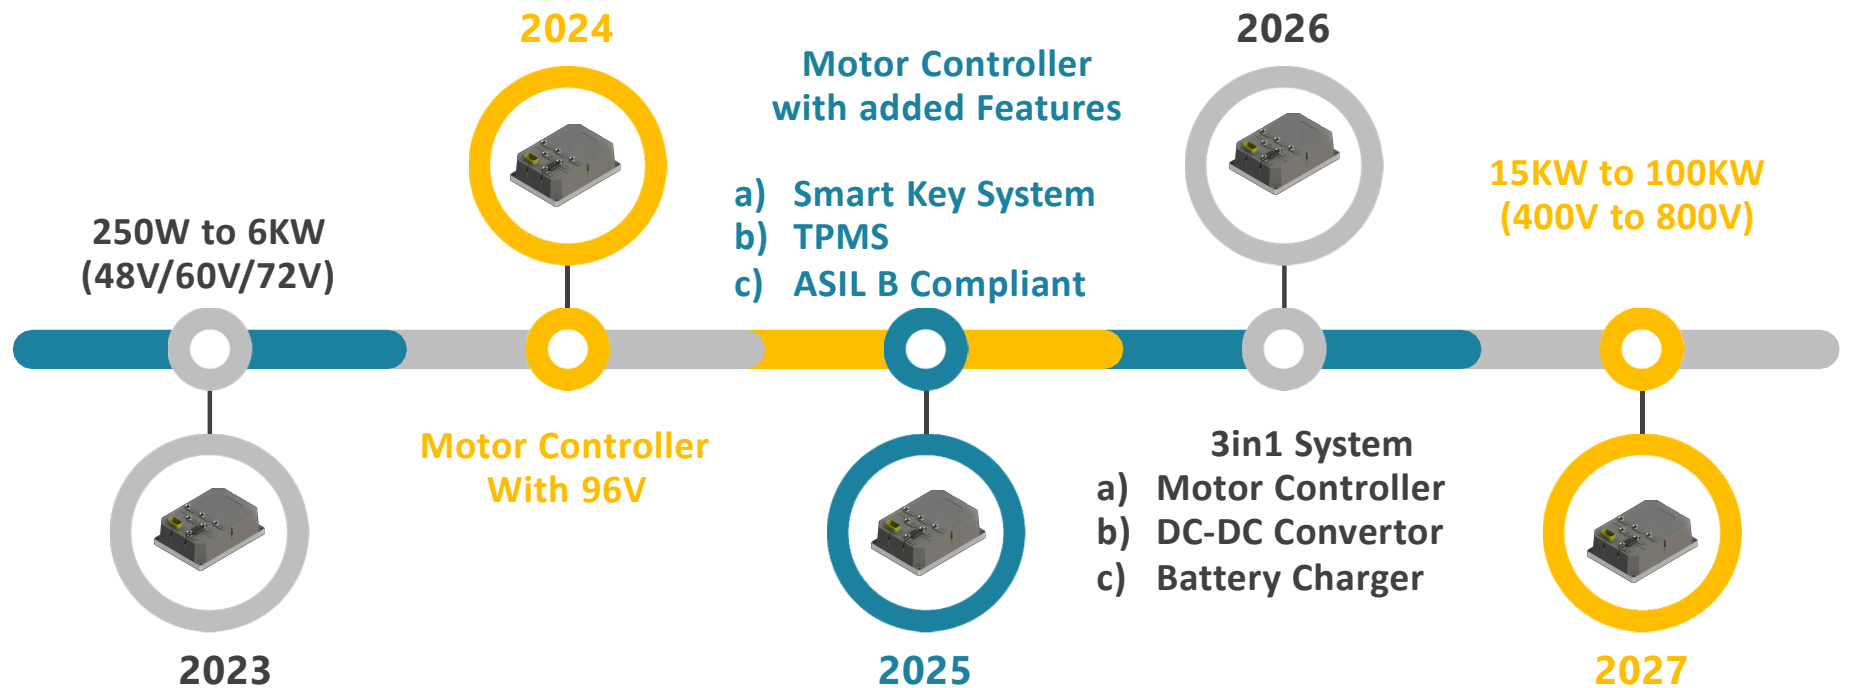 2023
250W to 6KW
(48V/60V/72V)
2024
Motor Controller
With 96V
2025
Motor Controller
with added Features
a) Smart Key System
b) TPMS
c) ASIL B Compliant
2026
3in1 System
a) Motor Controller
b) DC-DC Convertor
c) Battery Charger
2027
15KW to 100KW
(400V to 800V)